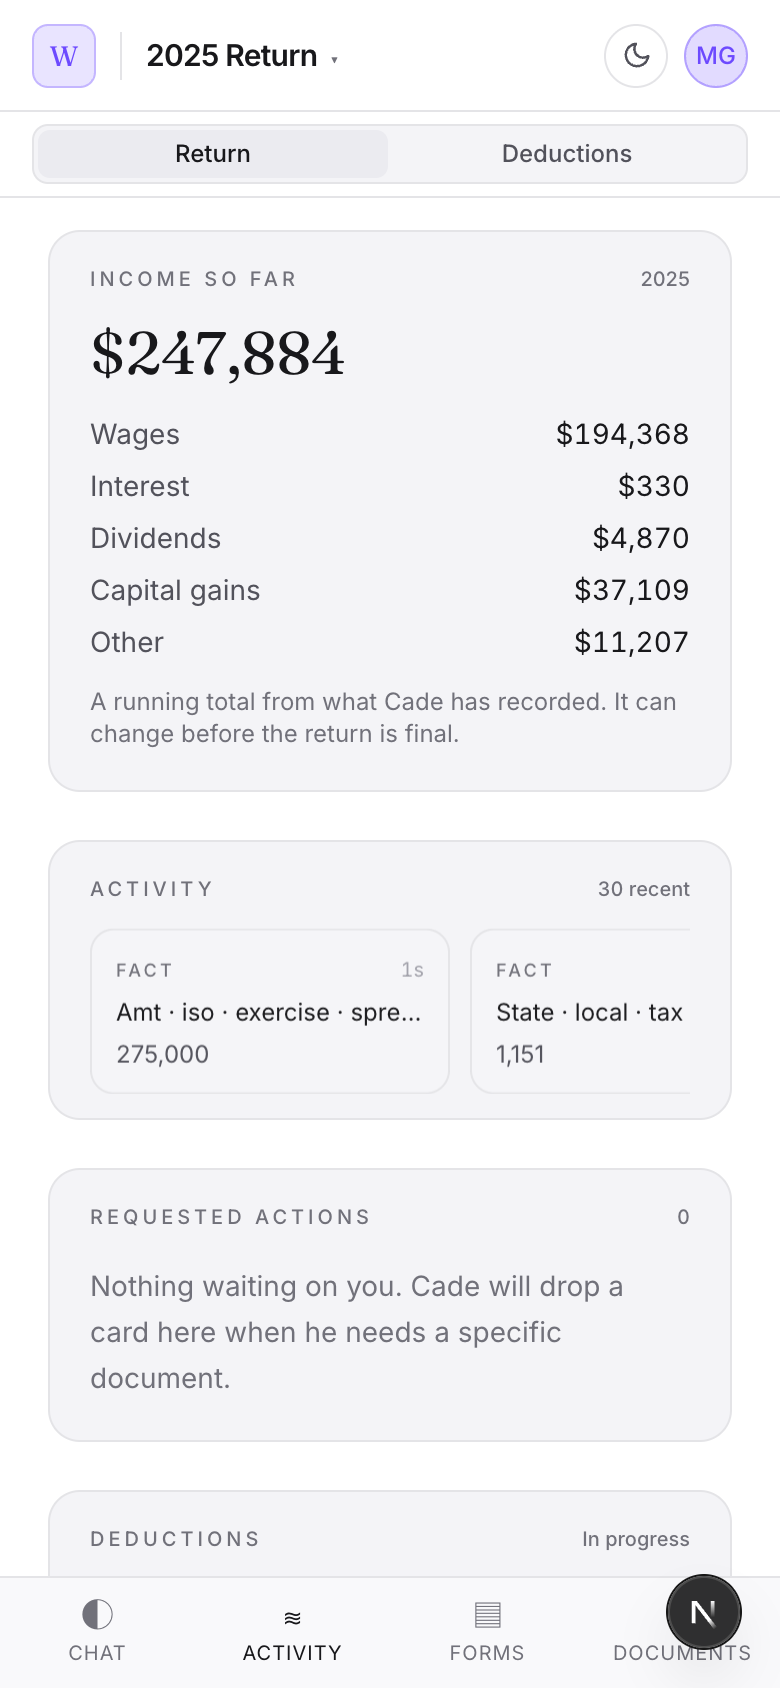 W
2025 Return ▾
MG
Return
Deductions
INCOME SO FAR
2025
$247,884
Wages
$194,368
Interest
$330
Dividends
$4,870
Capital gains
$37,109
Other
$11,207
A running total from what Cade has recorded. It can
change before the return is final.
ACTIVITY
30 recent
FACT
1s
Amt · iso · exercise · spre...
275,000
FACT
State · local · tax
1,151
REQUESTED ACTIONS
0
Nothing waiting on you. Cade will drop a
card here when he needs a specific
document.
DEDUCTIONS
In progress
N
CHAT
ACTIVITY
FORMS
DOCUMENTS